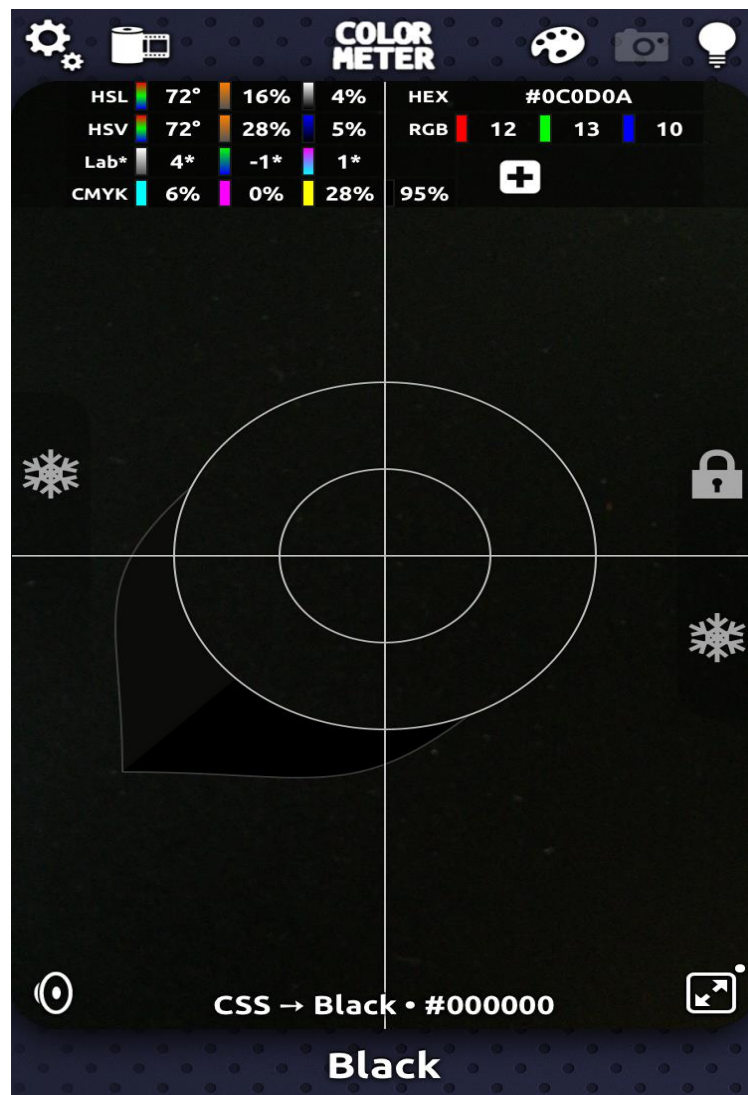 COLOR
METER
HSL 72° 16% 4% HEX #0C0D0A
HSV 72° 28% 5% RGB 12 13 10
Lab* 4* -1* 1*
CMYK 6% 0% 28% 95%
CSS → Black • #000000
Black